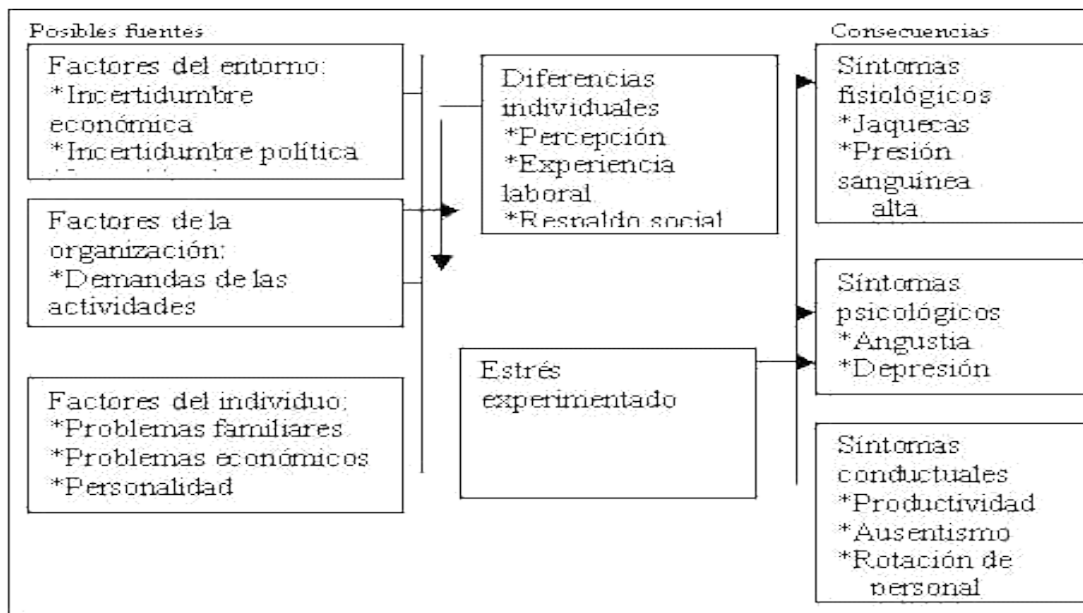 Posibles fuentes
Factores del entorno:
*Incertidumbre
económica
*Incertidumbre política
Factores de la
organización:
*Demandas de las
actividades
Factores del individuo:
*Problemas familiares
*Problemas económicos
*Personalidad
Diferencias
individuales
*Percepción
*Experiencia
laboral
*Respaldo social
Estrés
experimentado
Consecuencias
Síntomas
fisiológicos
*Jaquecas
*Presión
sanguínea
alta
Síntomas
psicológicos
*Angustia
*Depresión
Síntomas
conductuales
*Productividad
*Ausentismo
*Rotación de
personal